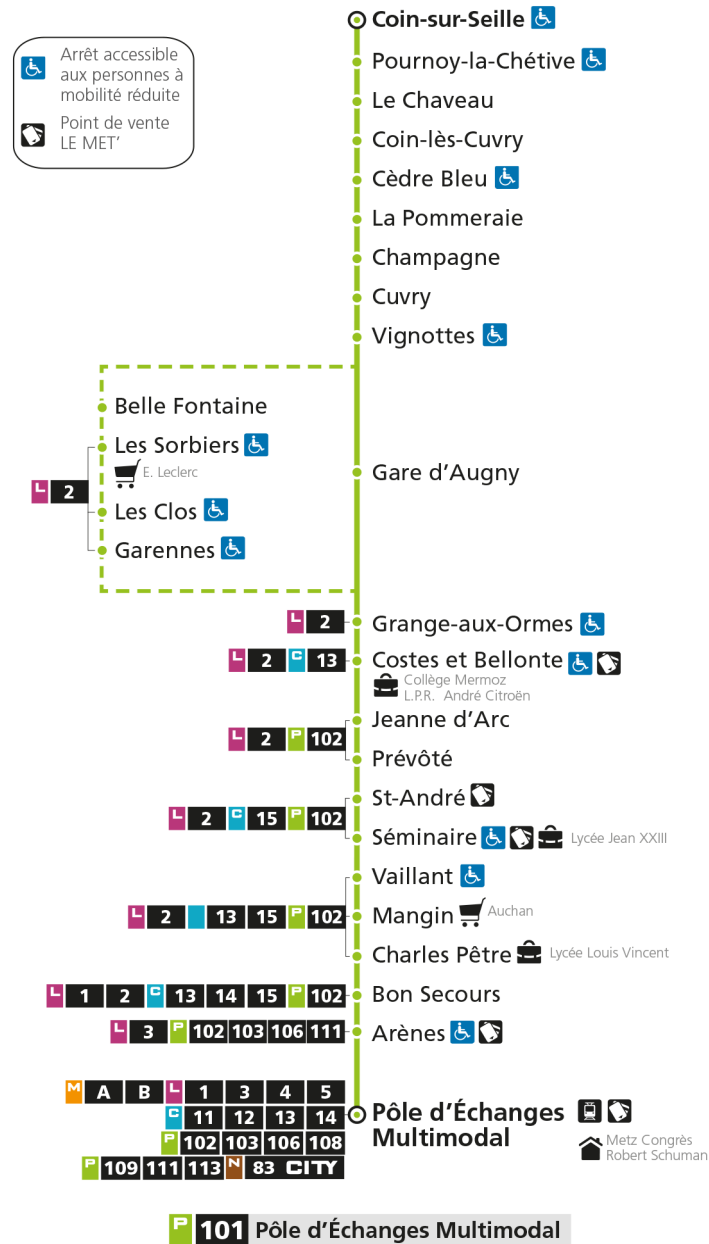 Coin-sur-Seille
Arrêt accessible
aux personnes à
mobilité réduite
Point de vente
LE MET'
Pournoy-la-Chétive
Le Chaveau
Coin-lès-Cuvry
Cèdre Bleu
La Pommeraie
Champagne
Cuvry
Vignottes
Belle Fontaine
Les Sorbiers
E. Leclerc
L 2
Les Clos
Garennes
Gare d'Augny
L 2 Grange-aux-Ormes
L 2 C 13 Costes et Bellonte
Collège Mermoz
L.P.R. André Citroën
Jeanne d'Arc
L 2 P 102
Prévôté
St-André
L 2 C 15 P 102
Séminaire Lycée Jean XXIII
Vaillant
L 2 13 15 P 102 Mangin Auchan
Charles Pêtre Lycée Louis Vincent
L 1 2 C 13 14 15 P 102 Bon Secours
L 3 P 102 103 106 111 Arènes
M A B L 1 3 4 5
C 11 12 13 14
P 102 103 106 108
P 109 111 113 N 83 CITY
Pôle d'Échanges
Multimodal
Metz Congrès
Robert Schuman
P 101 Pôle d'Échanges Multimodal